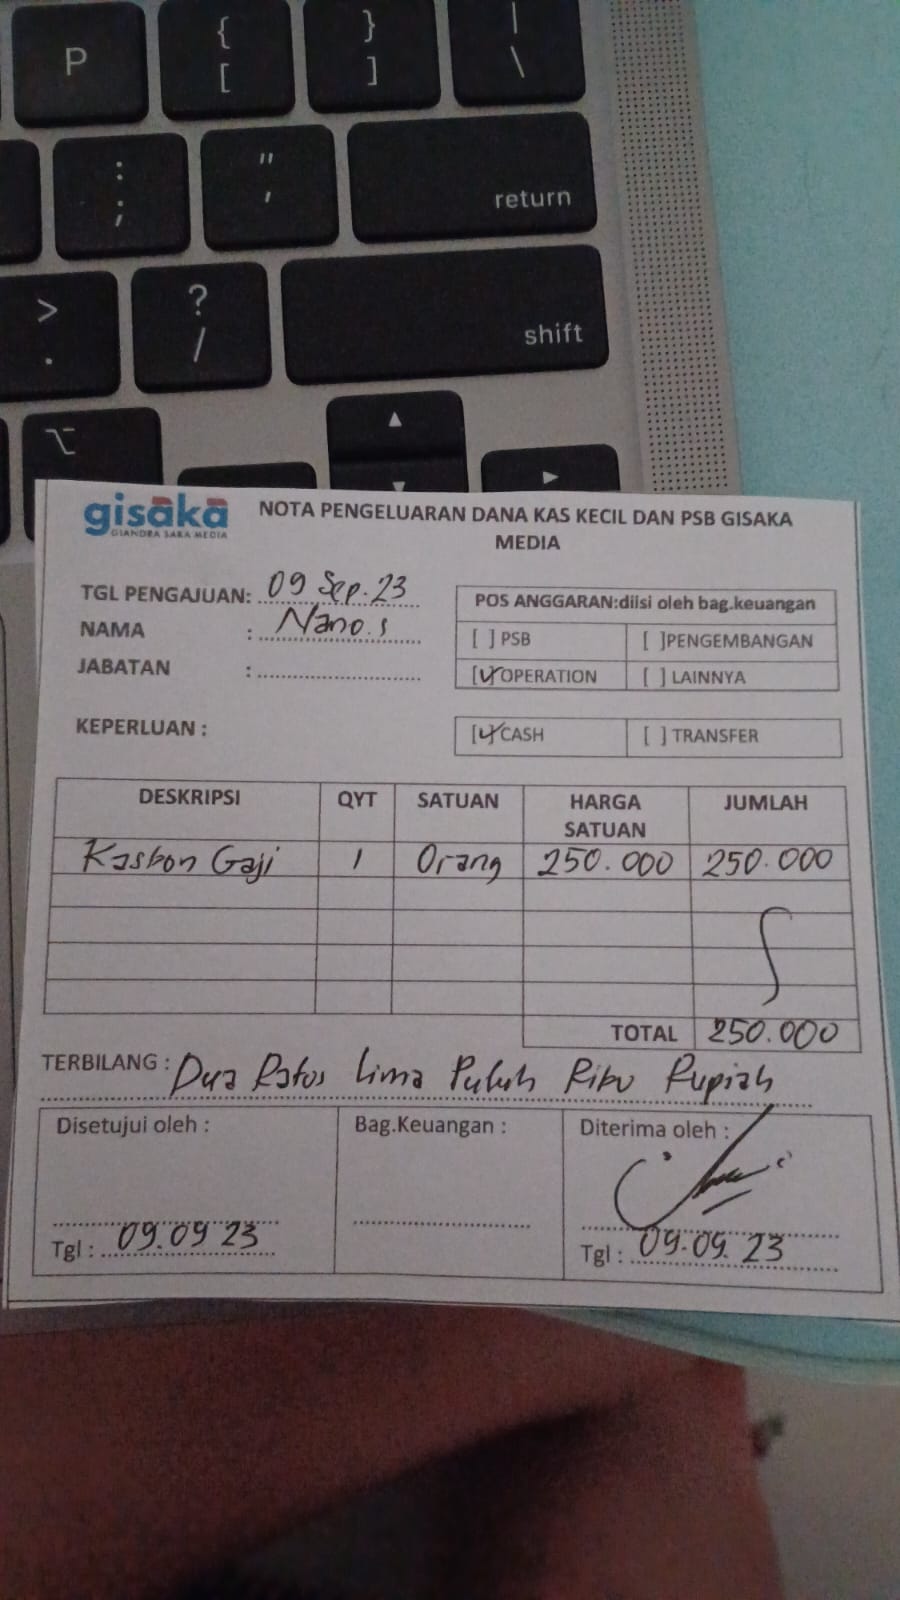 P
{
[
}
]
|
\
:
;
"
'
return
>
.
?
/
shift
gisaka
GIANDRA SAKA MEDIA
NOTA PENGELUARAN DANA KAS KECIL DAN PSB GISAKA
MEDIA
TGL PENGAJUAN: 09 Sep.23
NAMA : Nano.s
JABATAN :
POS ANGGARAN:diisi oleh bag.keuangan
[ ] PSB [ ]PENGEMBANGAN
[✓]OPERATION [ ] LAINNYA
KEPERLUAN :
[✓]CASH [ ] TRANSFER
DESKRIPSI QYT SATUAN HARGA SATUAN JUMLAH
Kasbon Gaji 1 Orang 250.000 250.000
TOTAL 250.000
TERBILANG : Dua Ratus Lima Puluh Ribu Rupiah
Disetujui oleh : Bag.Keuangan : Diterima oleh :
Tgl : 09.09 23 Tgl : 09.09. 23